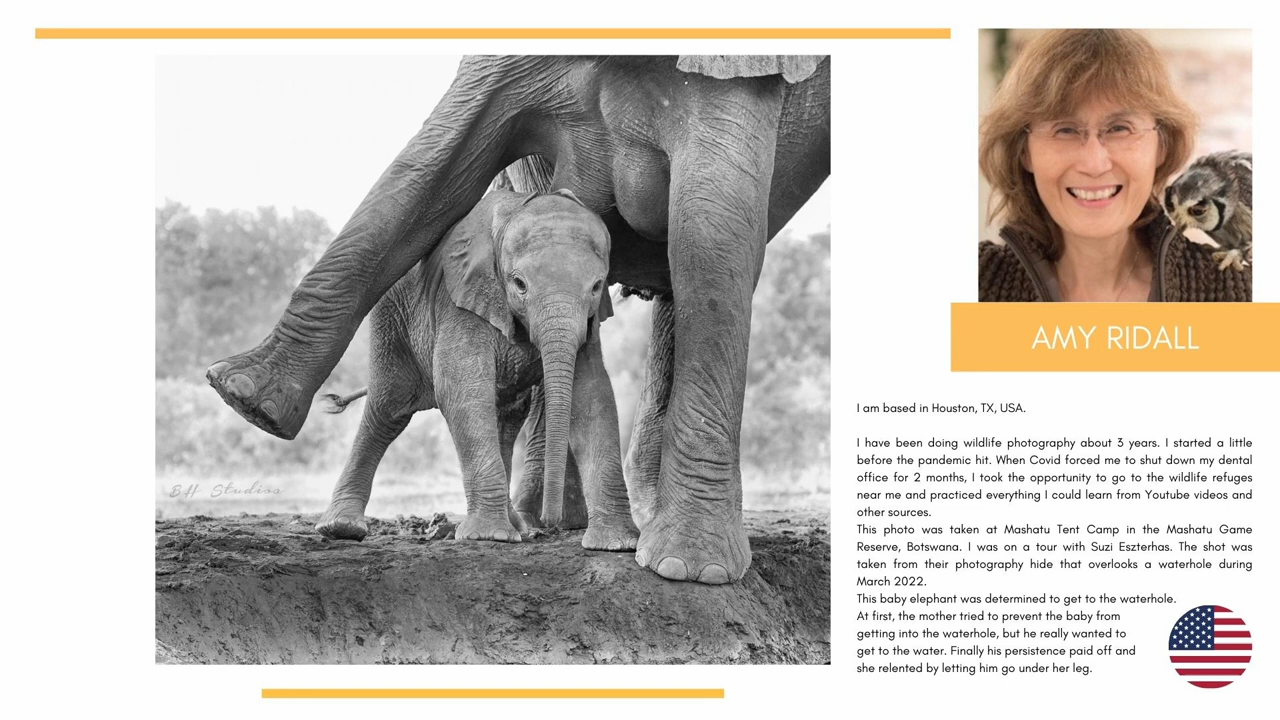 AMY RIDALL
I am based in Houston, TX, USA.
I have been doing wildlife photography about 3 years. I started a little
before the pandemic hit. When Covid forced me to shut down my dental
office for 2 months, I took the opportunity to go to the wildlife refuges
near me and practiced everything I could learn from Youtube videos and
other sources.
This photo was taken at Mashatu Tent Camp in the Mashatu Game
Reserve, Botswana. I was on a tour with Suzi Eszterhas. The shot was
taken from their photography hide that overlooks a waterhole during
March 2022.
This baby elephant was determined to get to the waterhole.
At first, the mother tried to prevent the baby from
getting into the waterhole, but he really wanted to
get to the water. Finally his persistence paid off and
she relented by letting him go under her leg.
BH Studios